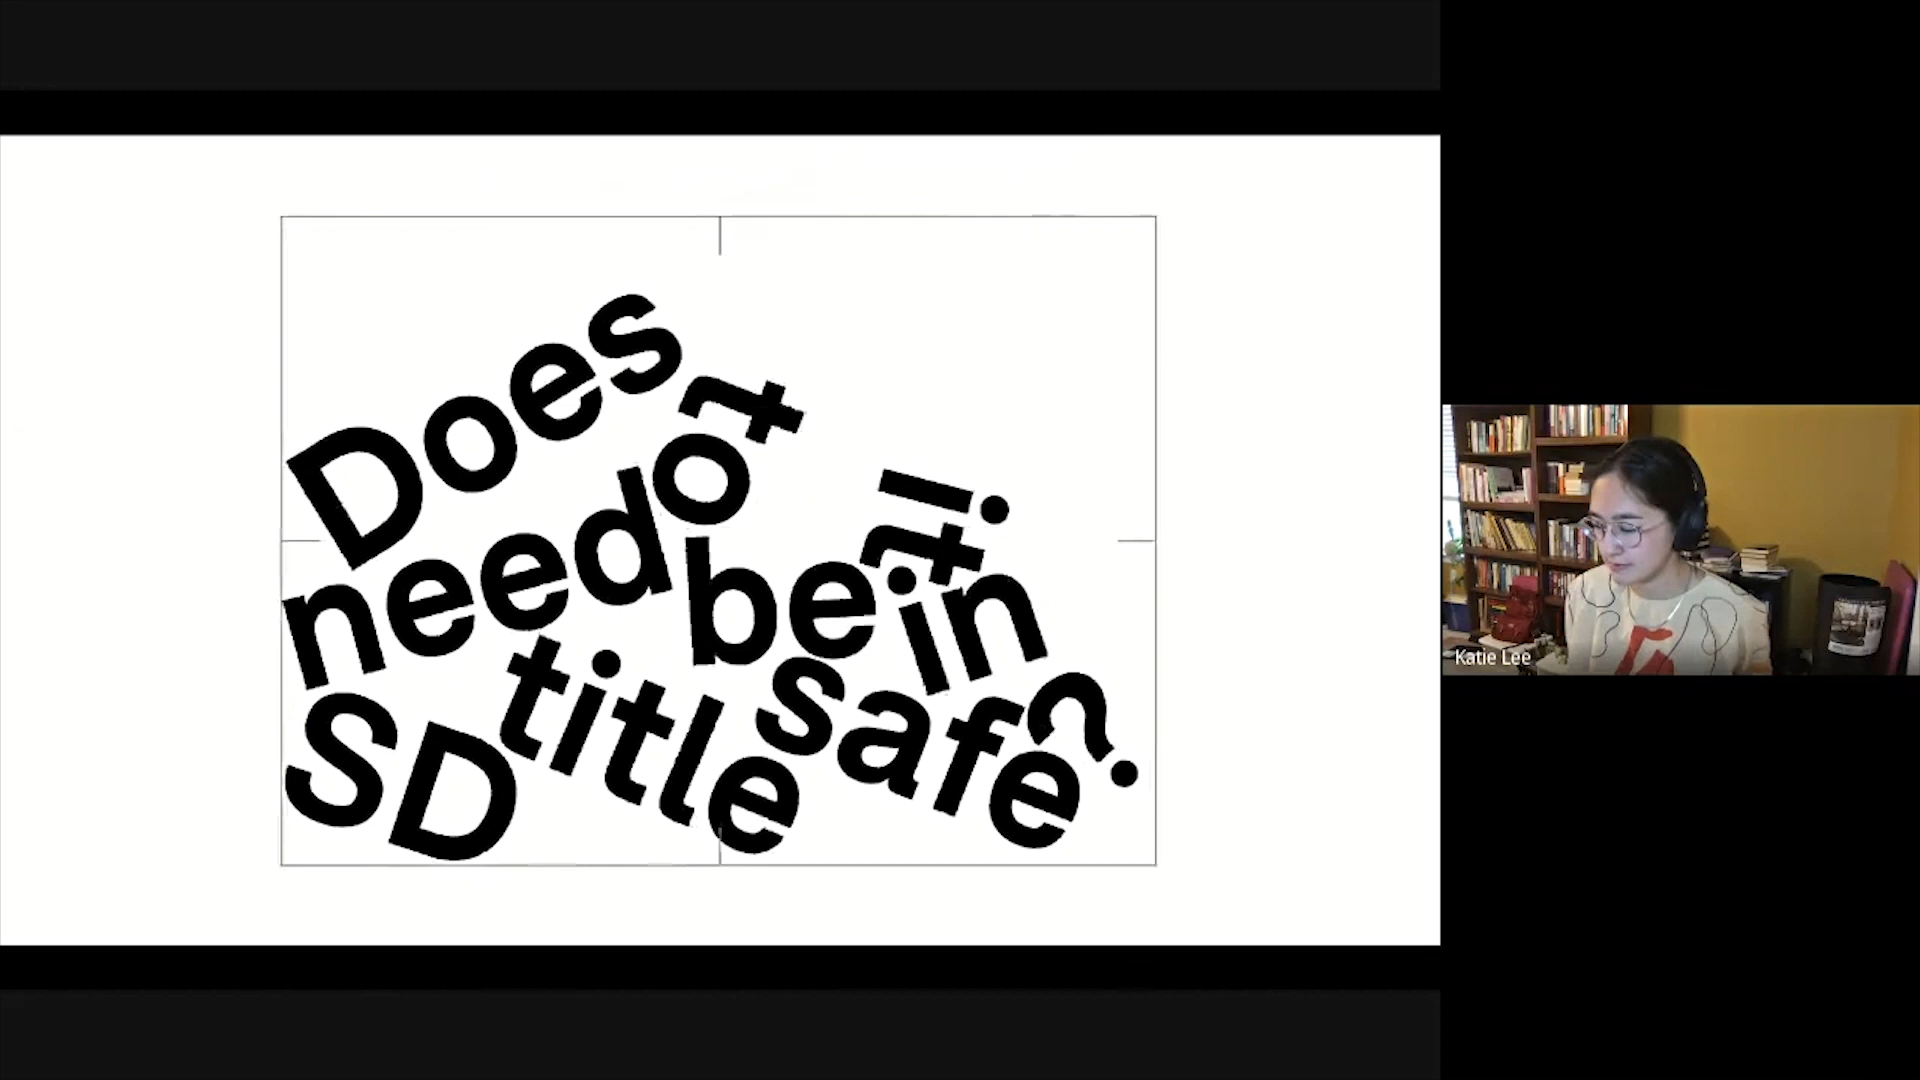 Does
it
need
to
be
in
SD
title
safe?
Katie Lee